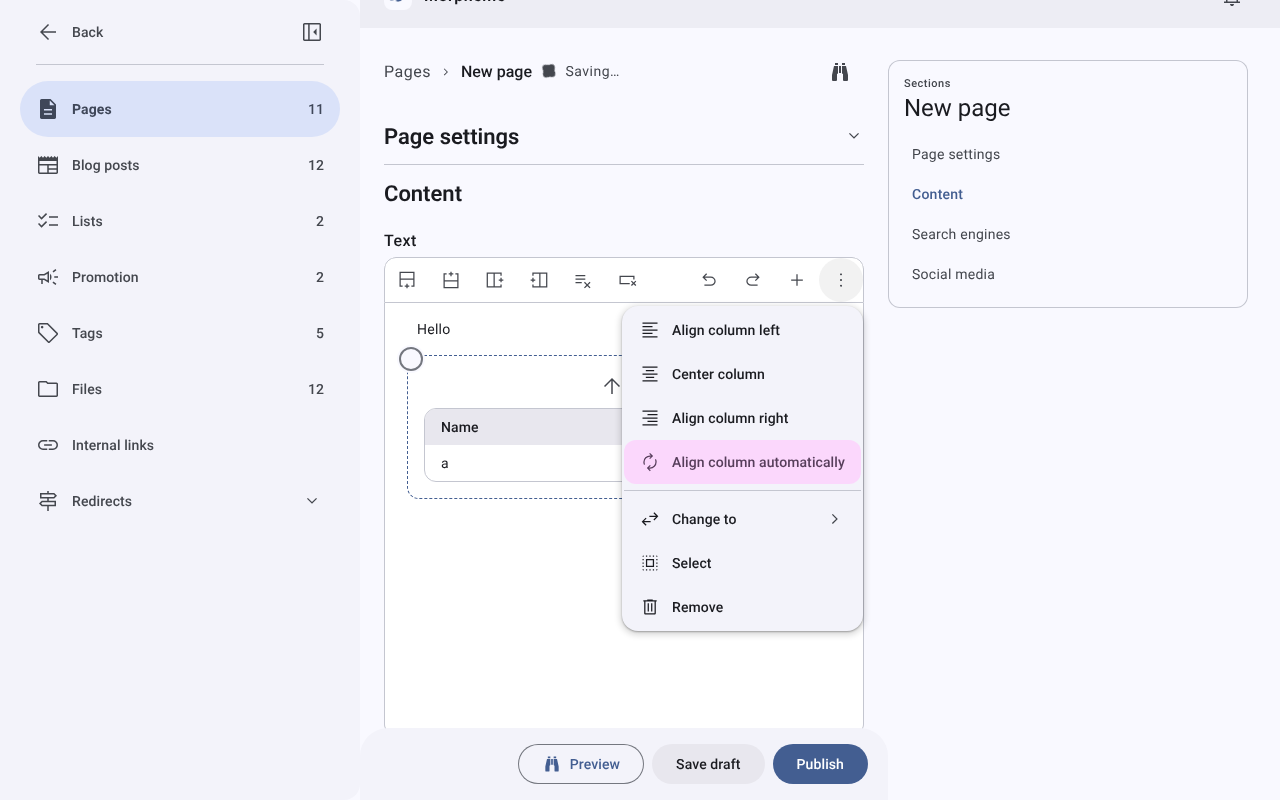 Back
Pages 11
Blog posts 12
Lists 2
Promotion 2
Tags 5
Files 12
Internal links
Redirects
Pages › New page Saving…
Page settings
Content
Text
Hello
Name
a
Align column left
Center column
Align column right
Align column automatically
Change to
Select
Remove
Preview
Save draft
Publish
Sections
New page
Page settings
Content
Search engines
Social media